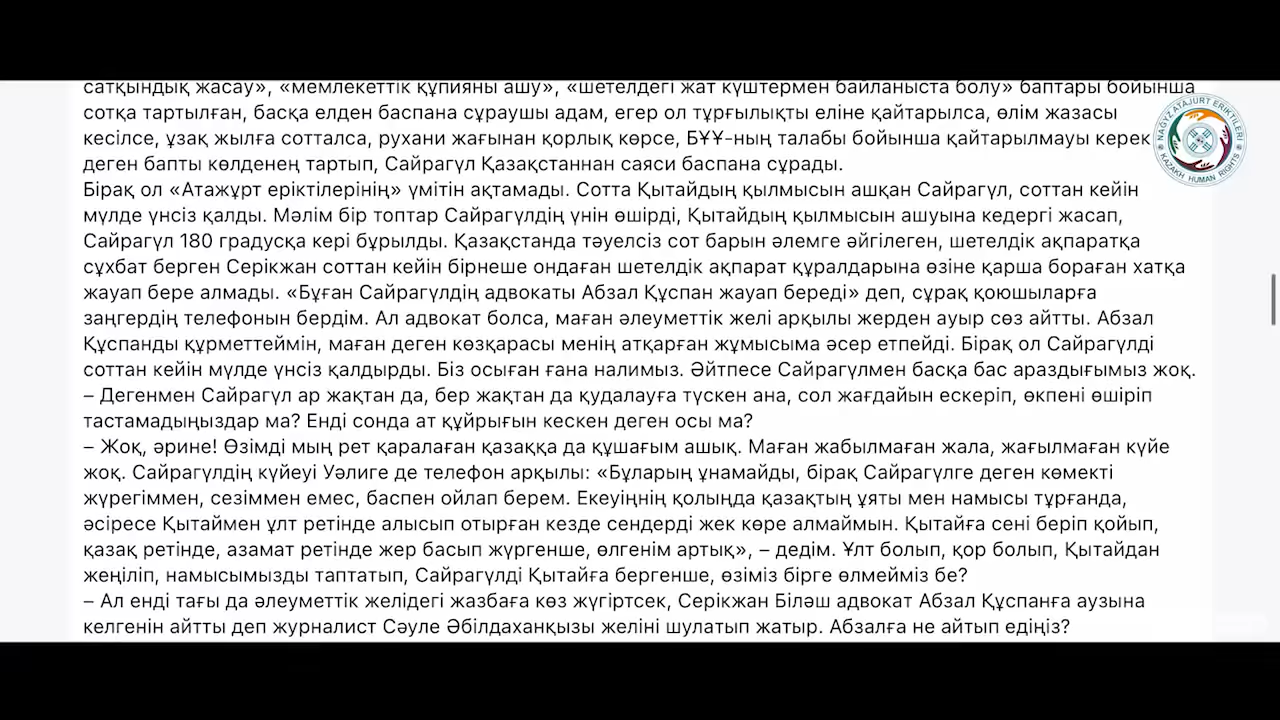 сатқындық жасау», «мемлекеттік құпияны ашу», «шетелдегі жат күштермен байланыста болу» баптары бойынша
сотқа тартылған, басқа елден баспана сұраушы адам, егер ол тұрғылықты еліне қайтарылса, өлім жазасы
кесілсе, ұзақ жылға сотталса, рухани жағынан қорлық көрсе, БҰҰ-ның талабы бойынша қайтарылмауы керек
деген бапты көлденең тартып, Сайрагүл Қазақстаннан саяси баспана сұрады.
Бірақ ол «Атажұрт еріктілерінің» үмітін ақтамады. Сотта Қытайдың қылмысын ашқан Сайрагүл, соттан кейін
мүлде үнсіз қалды. Мәлім бір топтар Сайрагүлдің үнін өшірді, Қытайдың қылмысын ашуына кедергі жасап,
Сайрагүл 180 градусқа кері бұрылды. Қазақстанда тәуелсіз сот барын әлемге әйгілеген, шетелдік ақпаратқа
сұхбат берген Серікжан соттан кейін бірнеше ондаған шетелдік ақпарат құралдарына өзіне қарша бораған хатқа
жауап бере алмады. «Бұған Сайрагүлдің адвокаты Абзал Құспан жауап береді» деп, сұрақ қоюшыларға
заңгердің телефонын бердім. Ал адвокат болса, маған әлеуметтік желі арқылы жерден ауыр сөз айтты. Абзал
Құспанды құрметтеймін, маған деген көзқарасы менің атқарған жұмысыма әсер етпейді. Бірақ ол Сайрагүлді
соттан кейін мүлде үнсіз қалдырды. Біз осыған ғана налимыз. Әйтпесе Сайрагүлмен басқа бас араздығымыз жоқ.
– Дегенмен Сайрагүл ар жақтан да, бер жақтан да қудалауға түскен ана, сол жағдайын ескеріп, өкпені өшіріп
тастамадыңыздар ма? Енді сонда ат құйрығын кескен деген осы ма?
– Жоқ, әрине! Өзімді мың рет қаралаған қазаққа да құшағым ашық. Маған жабылмаған жала, жағылмаған күйе
жоқ. Сайрагүлдің күйеуі Уәлиге де телефон арқылы: «Бұларың ұнамайды, бірақ Сайрагүлге деген көмекті
жүрегіммен, сезіммен емес, баспен ойлап берем. Екеуіңнің қолыңда қазақтың ұяты мен намысы тұрғанда,
әсіресе Қытаймен ұлт ретінде алысып отырған кезде сендерді жек көре алмаймын. Қытайға сені беріп қойып,
қазақ ретінде, азамат ретінде жер басып жүргенше, өлгенім артық», – дедім. Ұлт болып, қор болып, Қытайдан
жеңіліп, намысымызды таптатып, Сайрагүлді Қытайға бергенше, өзіміз бірге өлмейміз бе?
– Ал енді тағы да әлеуметтік желідегі жазбаға көз жүгіртсек, Серікжан Біләш адвокат Абзал Құспанға аузына
келгенін айтты деп журналист Сәуле Әбілдаханқызы желіні шулатып жатыр. Абзалға не айтып едіңіз?
NAGYZ ATAJURT ERIKTILERI
KAZAKH HUMAN RIGHTS